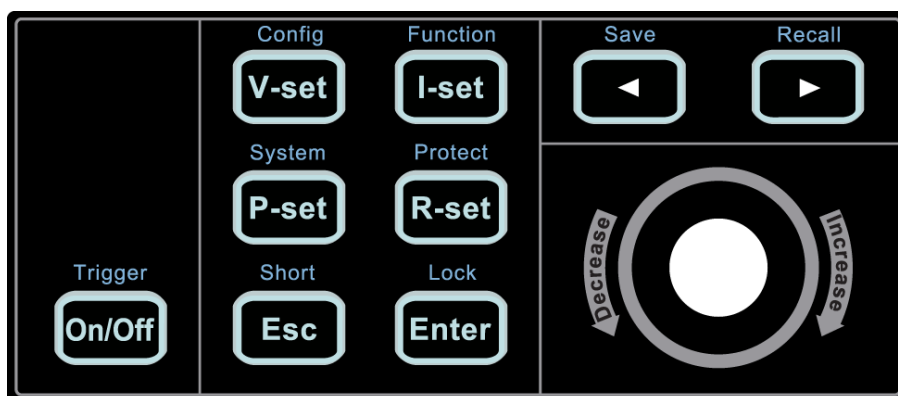 Config Function Save Recall
V-set I-set
System Protect
P-set R-set
Decrease Increase
Trigger Short Lock
On/Off Esc Enter